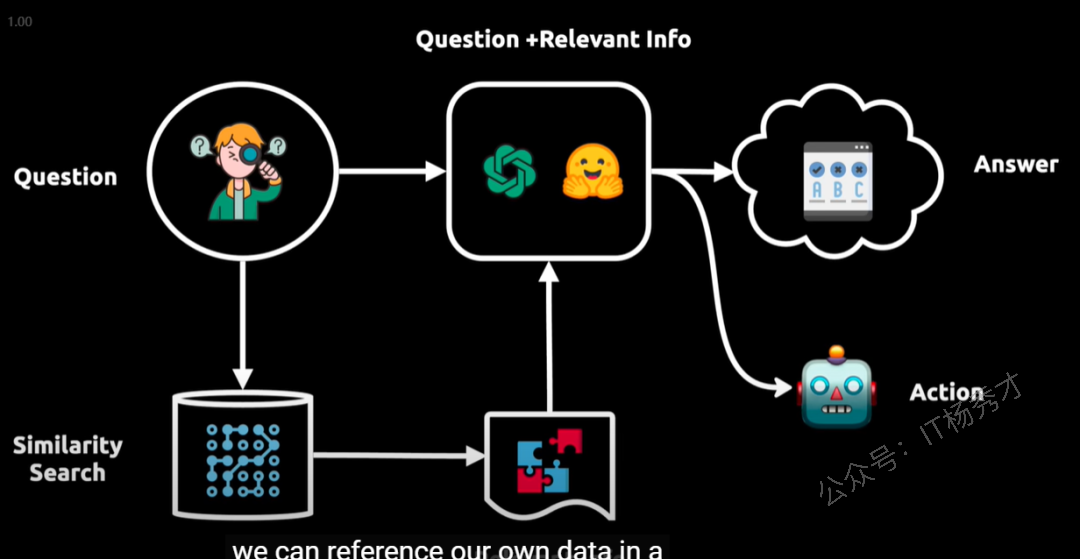 1.00
Question +Relevant Info
Question
Answer
A B C
Similarity
Search
Action
公众号：IT杨秀才
we can reference our own data in a